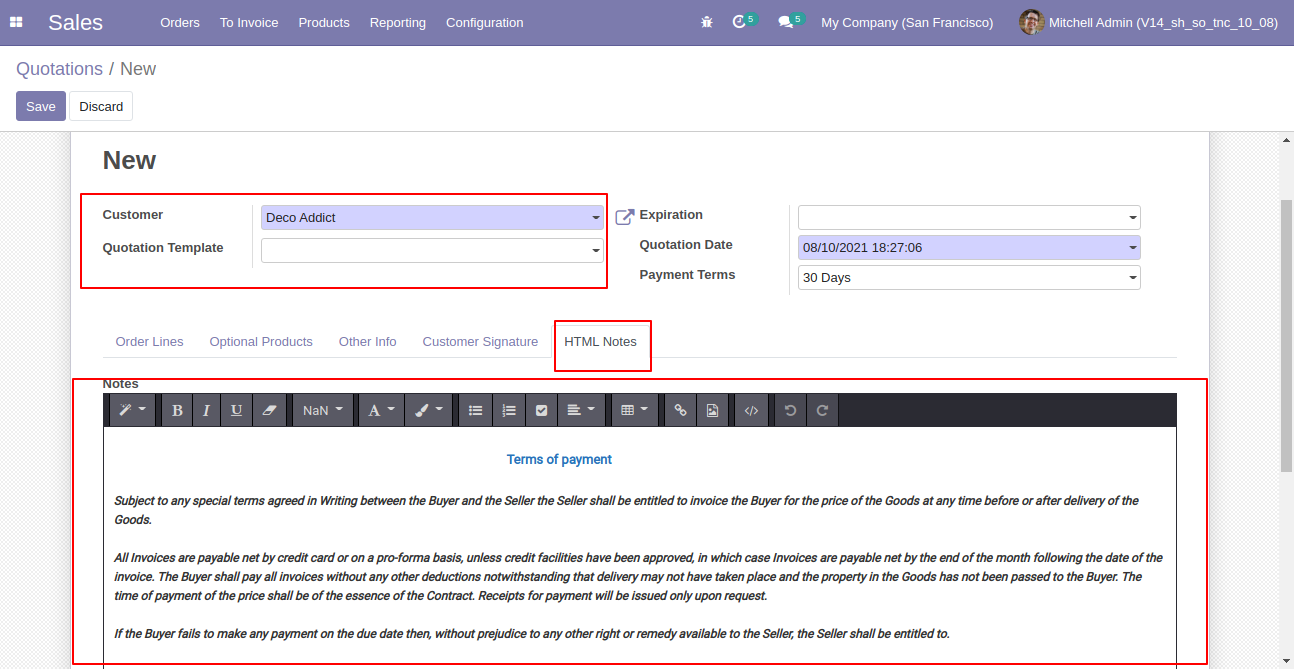 Sales Orders To Invoice Products Reporting Configuration 5 5 My Company (San Francisco) Mitchell Admin (V14_sh_so_tnc_10_08)
Quotations / New
Save Discard
New
Customer Deco Addict Expiration
Quotation Template Quotation Date 08/10/2021 18:27:06
Payment Terms 30 Days
Order Lines Optional Products Other Info Customer Signature HTML Notes
Notes
B I U NaN A
Terms of payment
Subject to any special terms agreed in Writing between the Buyer and the Seller the Seller shall be entitled to invoice the Buyer for the price of the Goods at any time before or after delivery of the
Goods.
All Invoices are payable net by credit card or on a pro-forma basis, unless credit facilities have been approved, in which case Invoices are payable net by the end of the month following the date of the
invoice. The Buyer shall pay all invoices without any other deductions notwithstanding that delivery may not have taken place and the property in the Goods has not been passed to the Buyer. The
time of payment of the price shall be of the essence of the Contract. Receipts for payment will be issued only upon request.
If the Buyer fails to make any payment on the due date then, without prejudice to any other right or remedy available to the Seller, the Seller shall be entitled to.